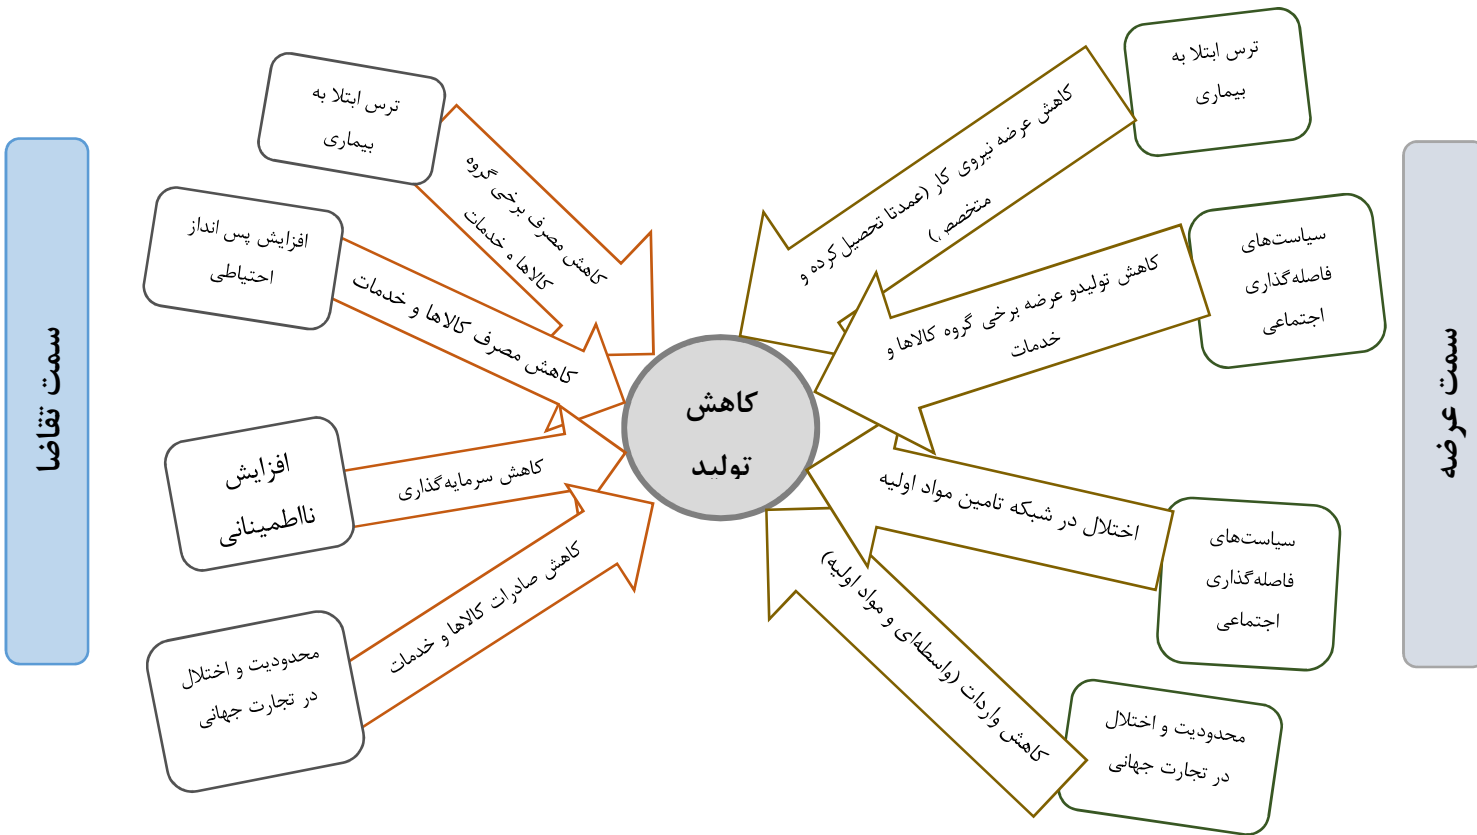 سمت عرضه
ترس ابتلا به
بیماری
کاهش عرضه نیروی کار (عمدتا تحصیل‌کرده و
متخصص)
سیاست‌های
فاصله‌گذاری
اجتماعی
کاهش تولیدو عرضه برخی گروه کالاها و
خدمات
سیاست‌های
فاصله‌گذاری
اجتماعی
اختلال در شبکه تامین مواد اولیه
محدودیت و اختلال
در تجارت جهانی
کاهش واردات (واسطه‌ای و مواد اولیه)
کاهش
تولید
ترس ابتلا به
بیماری
کاهش مصرف برخی گروه
کالاها و خدمات
افزایش پس انداز
احتیاطی
کاهش مصرف کالاها و خدمات
افزایش
نااطمینانی
کاهش سرمایه‌گذاری
محدودیت و اختلال
در تجارت جهانی
کاهش صادرات کالاها و خدمات
سمت تقاضا